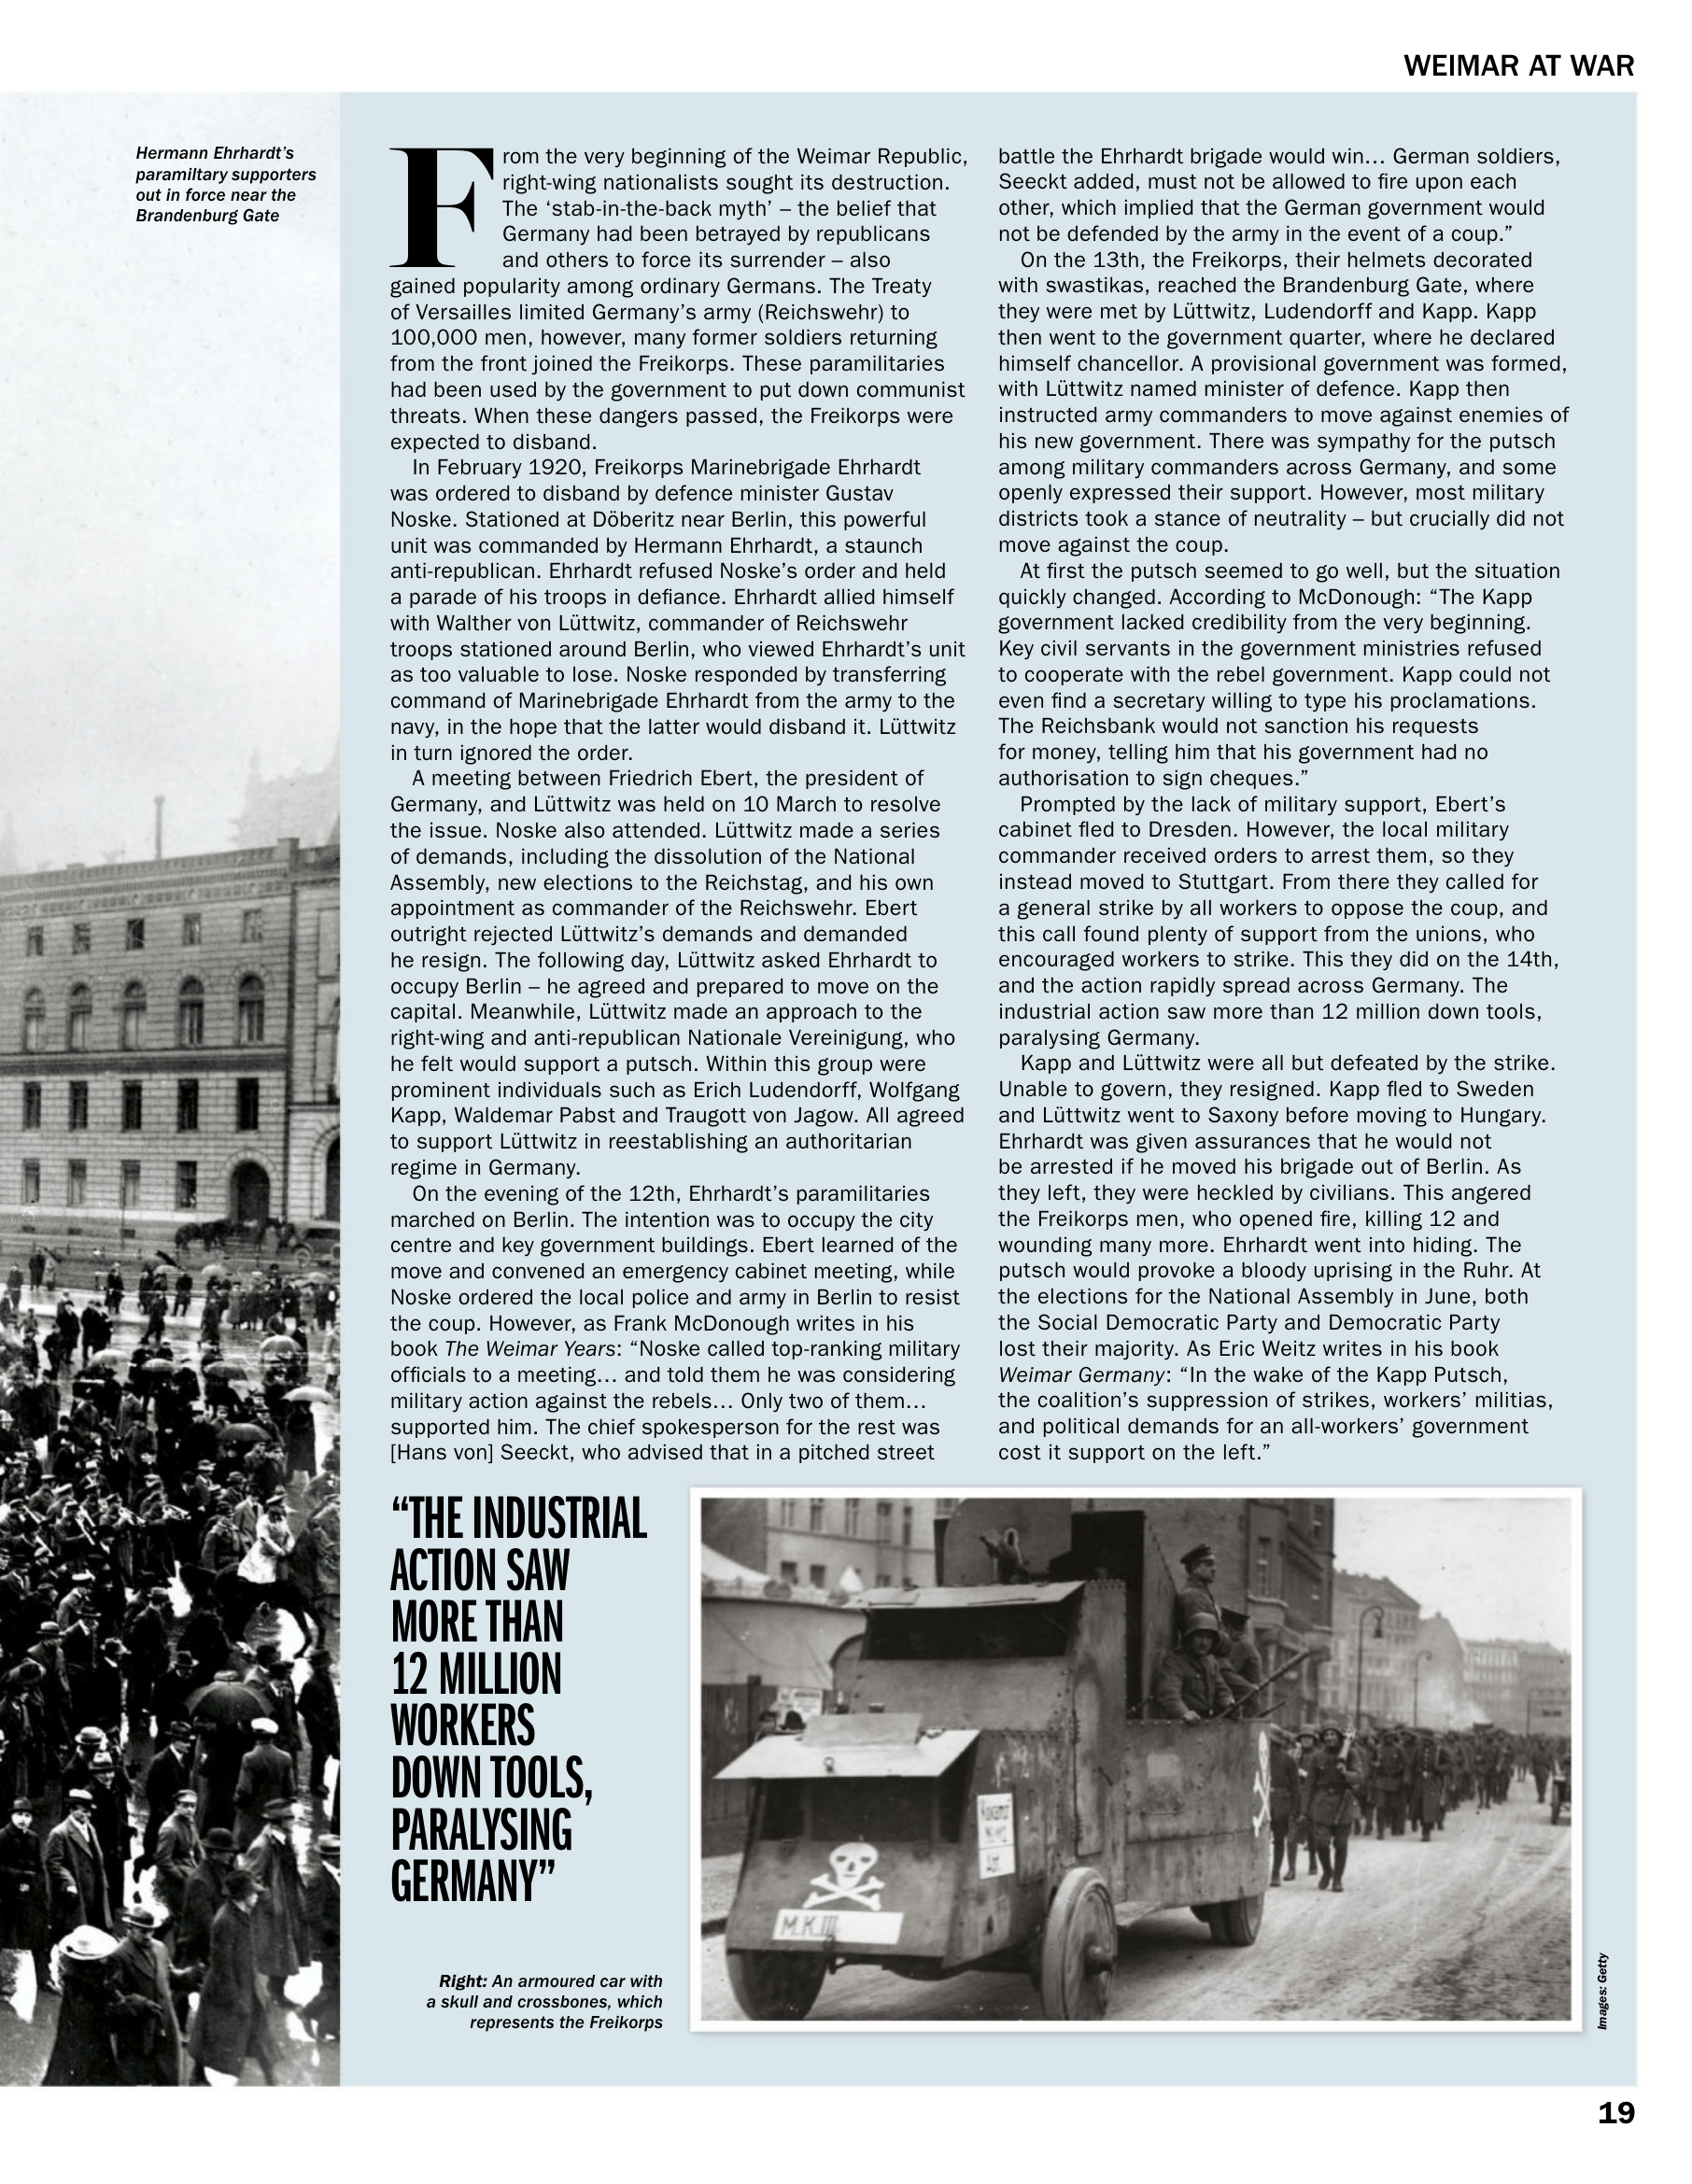 WEIMAR AT WAR
Hermann Ehrhardt's
paramiltary supporters
out in force near the
Brandenburg Gate
From the very beginning of the Weimar Republic,
right-wing nationalists sought its destruction.
The ‘stab-in-the-back myth’ – the belief that
Germany had been betrayed by republicans
and others to force its surrender – also
gained popularity among ordinary Germans. The Treaty
of Versailles limited Germany’s army (Reichswehr) to
100,000 men, however, many former soldiers returning
from the front joined the Freikorps. These paramilitaries
had been used by the government to put down communist
threats. When these dangers passed, the Freikorps were
expected to disband.
In February 1920, Freikorps Marinebrigade Ehrhardt
was ordered to disband by defence minister Gustav
Noske. Stationed at Döberitz near Berlin, this powerful
unit was commanded by Hermann Ehrhardt, a staunch
anti-republican. Ehrhardt refused Noske’s order and held
a parade of his troops in defiance. Ehrhardt allied himself
with Walther von Lüttwitz, commander of Reichswehr
troops stationed around Berlin, who viewed Ehrhardt’s unit
as too valuable to lose. Noske responded by transferring
command of Marinebrigade Ehrhardt from the army to the
navy, in the hope that the latter would disband it. Lüttwitz
in turn ignored the order.
A meeting between Friedrich Ebert, the president of
Germany, and Lüttwitz was held on 10 March to resolve
the issue. Noske also attended. Lüttwitz made a series
of demands, including the dissolution of the National
Assembly, new elections to the Reichstag, and his own
appointment as commander of the Reichswehr. Ebert
outright rejected Lüttwitz’s demands and demanded
he resign. The following day, Lüttwitz asked Ehrhardt to
occupy Berlin – he agreed and prepared to move on the
capital. Meanwhile, Lüttwitz made an approach to the
right-wing and anti-republican Nationale Vereinigung, who
he felt would support a putsch. Within this group were
prominent individuals such as Erich Ludendorff, Wolfgang
Kapp, Waldemar Pabst and Traugott von Jagow. All agreed
to support Lüttwitz in reestablishing an authoritarian
regime in Germany.
On the evening of the 12th, Ehrhardt’s paramilitaries
marched on Berlin. The intention was to occupy the city
centre and key government buildings. Ebert learned of the
move and convened an emergency cabinet meeting, while
Noske ordered the local police and army in Berlin to resist
the coup. However, as Frank McDonough writes in his
book The Weimar Years: “Noske called top-ranking military
officials to a meeting… and told them he was considering
military action against the rebels… Only two of them…
supported him. The chief spokesperson for the rest was
[Hans von] Seeckt, who advised that in a pitched street
battle the Ehrhardt brigade would win… German soldiers,
Seeckt added, must not be allowed to fire upon each
other, which implied that the German government would
not be defended by the army in the event of a coup.”
On the 13th, the Freikorps, their helmets decorated
with swastikas, reached the Brandenburg Gate, where
they were met by Lüttwitz, Ludendorff and Kapp. Kapp
then went to the government quarter, where he declared
himself chancellor. A provisional government was formed,
with Lüttwitz named minister of defence. Kapp then
instructed army commanders to move against enemies of
his new government. There was sympathy for the putsch
among military commanders across Germany, and some
openly expressed their support. However, most military
districts took a stance of neutrality – but crucially did not
move against the coup.
At first the putsch seemed to go well, but the situation
quickly changed. According to McDonough: “The Kapp
government lacked credibility from the very beginning.
Key civil servants in the government ministries refused
to cooperate with the rebel government. Kapp could not
even find a secretary willing to type his proclamations.
The Reichsbank would not sanction his requests
for money, telling him that his government had no
authorisation to sign cheques.”
Prompted by the lack of military support, Ebert’s
cabinet fled to Dresden. However, the local military
commander received orders to arrest them, so they
instead moved to Stuttgart. From there they called for
a general strike by all workers to oppose the coup, and
this call found plenty of support from the unions, who
encouraged workers to strike. This they did on the 14th,
and the action rapidly spread across Germany. The
industrial action saw more than 12 million down tools,
paralysing Germany.
Kapp and Lüttwitz were all but defeated by the strike.
Unable to govern, they resigned. Kapp fled to Sweden
and Lüttwitz went to Saxony before moving to Hungary.
Ehrhardt was given assurances that he would not
be arrested if he moved his brigade out of Berlin. As
they left, they were heckled by civilians. This angered
the Freikorps men, who opened fire, killing 12 and
wounding many more. Ehrhardt went into hiding. The
putsch would provoke a bloody uprising in the Ruhr. At
the elections for the National Assembly in June, both
the Social Democratic Party and Democratic Party
lost their majority. As Eric Weitz writes in his book
Weimar Germany: “In the wake of the Kapp Putsch,
the coalition’s suppression of strikes, workers’ militias,
and political demands for an all-workers’ government
cost it support on the left.”
“THE INDUSTRIAL
ACTION SAW
MORE THAN
12 MILLION
WORKERS
DOWN TOOLS,
PARALYSING
GERMANY”
Right: An armoured car with
a skull and crossbones, which
represents the Freikorps
M.K.III.
Images: Getty
19